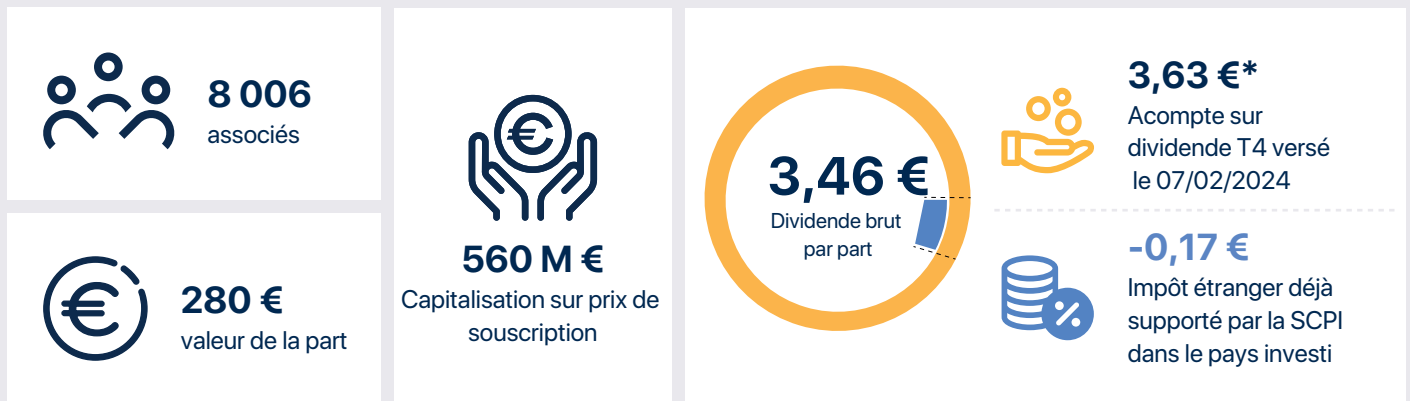 8 006
associés
280 €
valeur de la part
560 M €
Capitalisation sur prix de
souscription
3,46 €
Dividende brut
par part
3,63 €*
Acompte sur
dividende T4 versé
le 07/02/2024
-0,17 €
Impôt étranger déjà
supporté par la SCPI
dans le pays investi